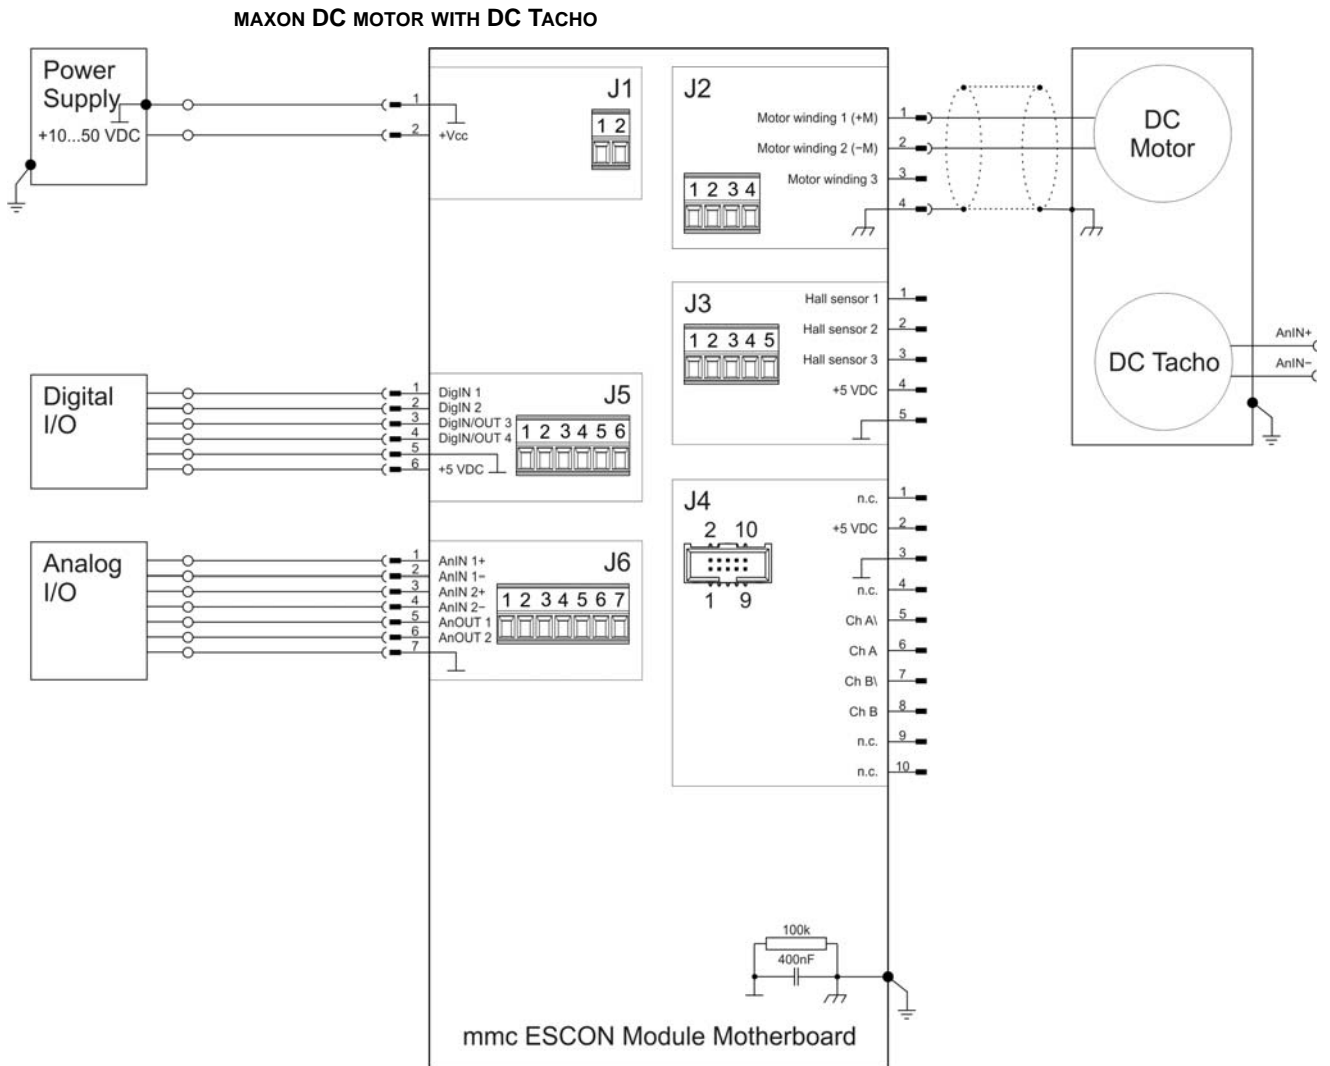 MAXON DC MOTOR WITH DC TACHO
Power
Supply
+10...50 VDC
1
2
+Vcc
J1
1 2
J2
1 2 3 4
Motor winding 1 (+M)
1
Motor winding 2 (−M)
2
Motor winding 3
3
4
DC
Motor
J3
1 2 3 4 5
Hall sensor 1
1
Hall sensor 2
2
Hall sensor 3
3
+5 VDC
4
5
DC Tacho
AnIN+
AnIN−
Digital
I/O
1
DigIN 1
2
DigIN 2
3
DigIN/OUT 3
4
DigIN/OUT 4
5
6
+5 VDC
J5
1 2 3 4 5 6
J4
2 10
1 9
n.c.
1
+5 VDC
2
3
n.c.
4
Ch A\
5
Ch A
6
Ch B\
7
Ch B
8
n.c.
9
n.c.
10
Analog
I/O
1
AnIN 1+
2
AnIN 1−
3
AnIN 2+
4
AnIN 2−
5
AnOUT 1
6
AnOUT 2
7
J6
1 2 3 4 5 6 7
100k
400nF
mmc ESCON Module Motherboard